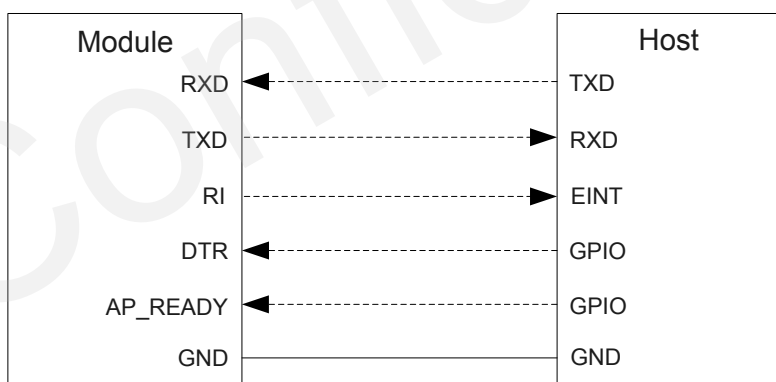 Module Host
RXD TXD
TXD RXD
RI EINT
DTR GPIO
AP_READY GPIO
GND GND